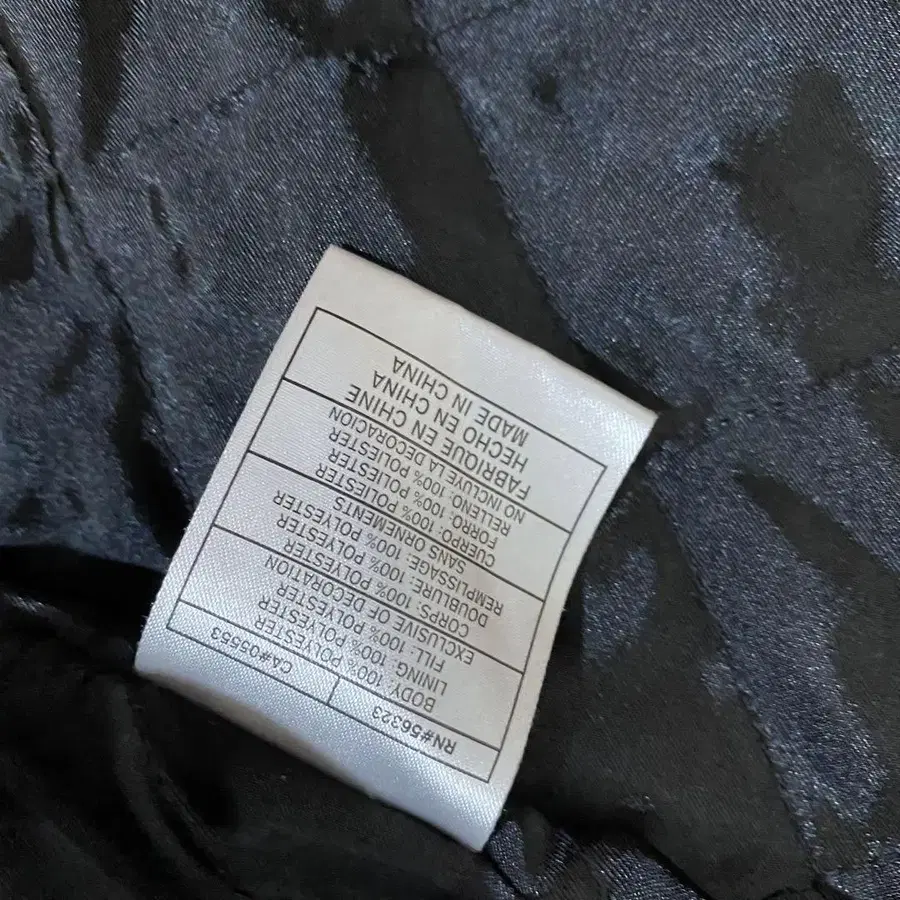 RN#56323 CA#05553
BODY: 100% POLYESTER
LINING: 100% POLYESTER
FILL: 100% POLYESTER
EXCLUSIVE OF DECORATION
CORPS: 100% POLYESTER
DOUBLURE: 100% POLYESTER
REMPLISSAGE: 100% POLYESTER
SANS ORNEMENTS
CUERPO: 100% POLIESTER
FORRO: 100% POLIESTER
RELLENO: 100% POLIESTER
NO INCLUYE LA DECORACION
FABRIQUE EN CHINE
HECHO EN CHINA
MADE IN CHINA